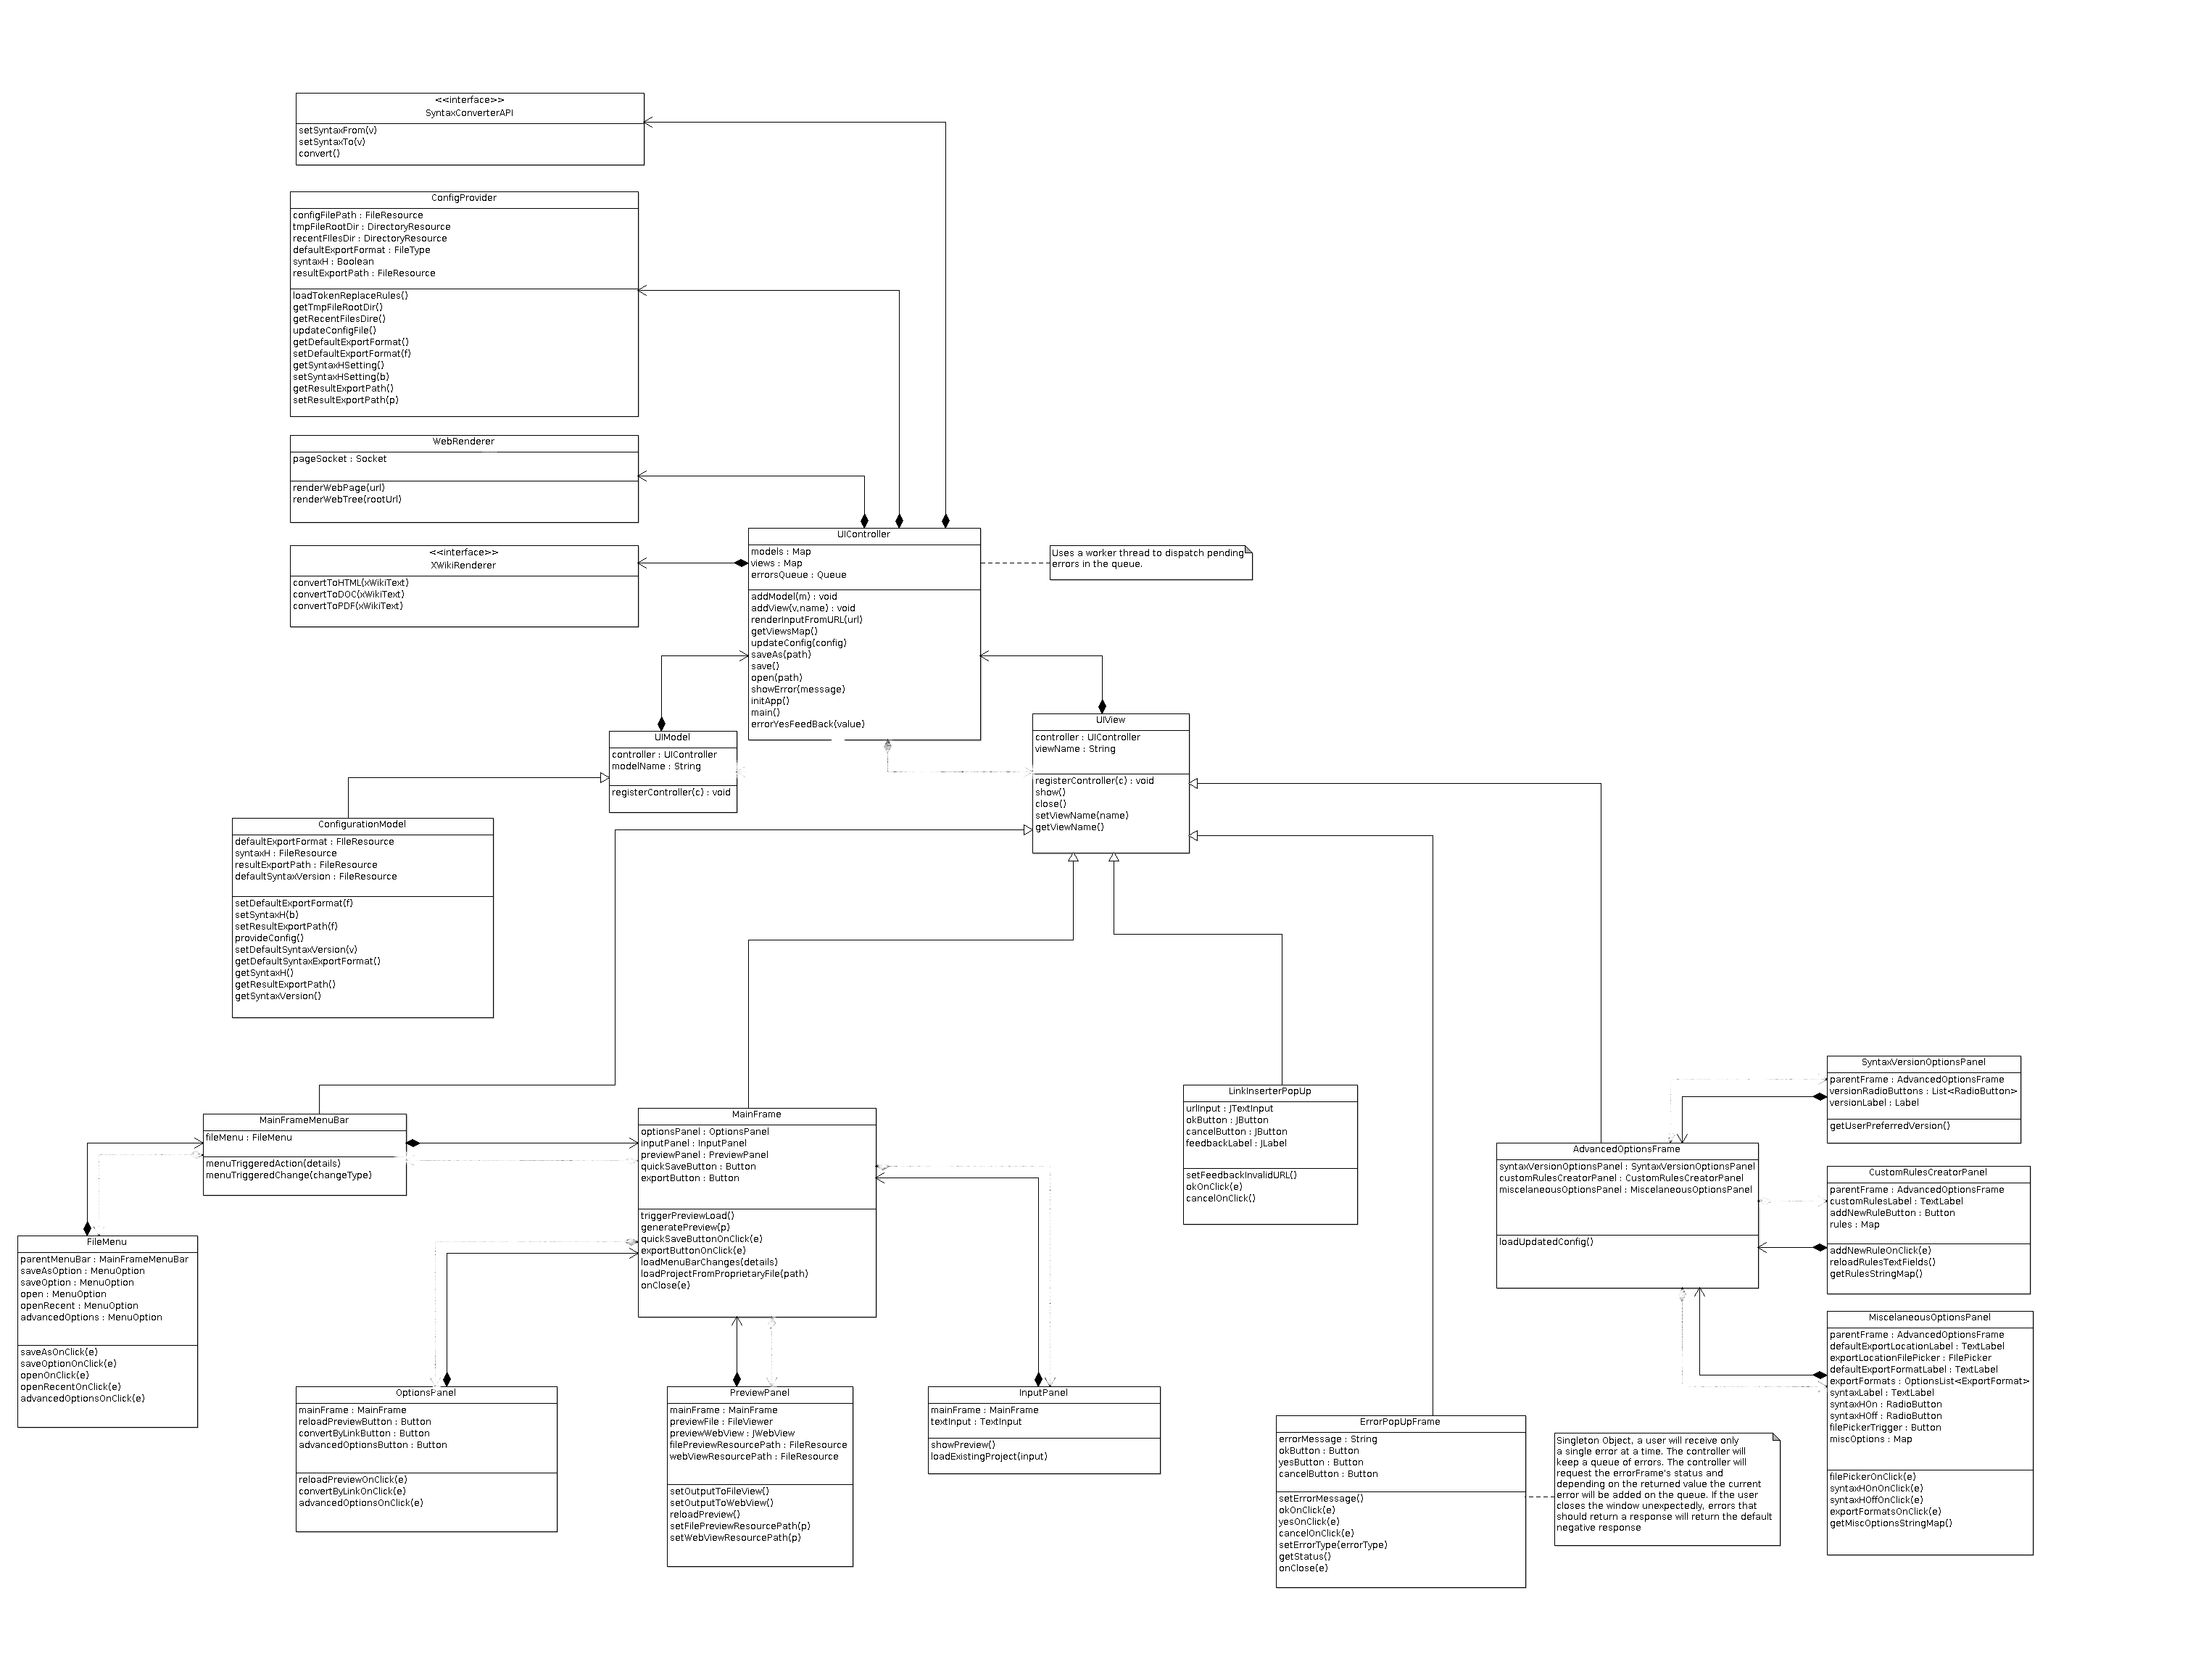 <<interface>>
SyntaxConverterAPI
setSyntaxFrom(v)
setSyntaxTo(v)
convert()
ConfigProvider
configFilePath : FileResource
tmpFileRootDir : DirectoryResource
recentFIlesDir : DirectoryResource
defaultExportFormat : FileType
syntaxH : Boolean
resultExportPath : FileResource
loadTokenReplaceRules()
getTmpFileRootDir()
getRecentFilesDire()
updateConfigFile()
getDefaultExportFormat()
setDefaultExportFormat(f)
getSyntaxHSetting()
setSyntaxHSetting(b)
getResultExportPath()
setResultExportPath(p)
WebRenderer
pageSocket : Socket
renderWebPage(url)
renderWebTree(rootUrl)
<<interface>>
XWikiRenderer
convertToHTML(xWikiText)
convertToDOC(xWikiText)
convertToPDF(xWikiText)
UIController
models : Map
views : Map
errorsQueue : Queue
addModel(m) : void
addView(v,name) : void
renderInputFromURL(url)
getViewsMap()
updateConfig(config)
saveAs(path)
save()
open(path)
showError(message)
initApp()
main()
errorYesFeedBack(value)
Uses a worker thread to dispatch pending
errors in the queue.
UIModel
controller : UIController
modelName : String
registerController(c) : void
UIView
controller : UIController
viewName : String
registerController(c) : void
show()
close()
setViewName(name)
getViewName()
ConfigurationModel
defaultExportFormat : FIleResource
syntaxH : FileResource
resultExportPath : FileResource
defaultSyntaxVersion : FileResource
setDefaultExportFormat(f)
setSyntaxH(b)
setResultExportPath(f)
provideConfig()
setDefaultSyntaxVersion(v)
getDefaultSyntaxExportFormat()
getSyntaxH()
getResultExportPath()
getSyntaxVersion()
MainFrameMenuBar
fileMenu : FileMenu
menuTriggeredAction(details)
menuTriggeredChange(changeType)
FileMenu
parentMenuBar : MainFrameMenuBar
saveAsOption : MenuOption
saveOption : MenuOption
open : MenuOption
openRecent : MenuOption
advancedOptions : MenuOption
saveAsOnClick(e)
saveOptionOnClick(e)
openOnClick(e)
openRecentOnClick(e)
advancedOptionsOnClick(e)
MainFrame
optionsPanel : OptionsPanel
inputPanel : InputPanel
previewPanel : PreviewPanel
quickSaveButton : Button
exportButton : Button
triggerPreviewLoad()
generatePreview(p)
quickSaveButtonOnClick(e)
exportButtonOnClick(e)
loadMenuBarChanges(details)
loadProjectFromProprietaryFile(path)
onClose(e)
OptionsPanel
mainFrame : MainFrame
reloadPreviewButton : Button
convertByLinkButton : Button
advancedOptionsButton : Button
reloadPreviewOnClick(e)
convertByLinkOnClick(e)
advancedOptionsOnClick(e)
PreviewPanel
mainFrame : MainFrame
previewFile : FileViewer
previewWebView : JWebView
filePreviewResourcePath : FileResource
webViewResourcePath : FileResource
setOutputToFileView()
setOutputToWebView()
reloadPreview()
setFilePreviewResourcePath(p)
setWebViewResourcePath(p)
InputPanel
mainFrame : MainFrame
textInput : TextInput
showPreview()
loadExistingProject(input)
LinkInserterPopUp
urlInput : JTextInput
okButton : JButton
cancelButton : JButton
feedbackLabel : JLabel
setFeedbackInvalidURL()
okOnClick(e)
cancelOnClick()
ErrorPopUpFrame
errorMessage : String
okButton : Button
yesButton : Button
cancelButton : Button
setErrorMessage()
okOnClick(e)
yesOnClick(e)
cancelOnClick(e)
setErrorType(errorType)
getStatus()
onClose(e)
Singleton Object, a user will receive only
a single error at a time. The controller will
keep a queue of errors. The controller will
request the errorFrame's status and
depending on the returned value the current
error will be added on the queue. If the user
closes the window unexpectedly, errors that
should return a response will return the default
negative response
AdvancedOptionsFrame
syntaxVersionOptionsPanel : SyntaxVersionOptionsPanel
customRulesCreatorPanel : CustomRulesCreatorPanel
miscelaneousOptionsPanel : MiscelaneousOptionsPanel
loadUpdatedConfig()
SyntaxVersionOptionsPanel
parentFrame : AdvancedOptionsFrame
versionRadioButtons : List<RadioButton>
versionLabel : Label
getUserPreferredVersion()
CustomRulesCreatorPanel
parentFrame : AdvancedOptionsFrame
customRulesLabel : TextLabel
addNewRuleButton : Button
rules : Map
addNewRuleOnClick(e)
reloadRulesTextFields()
getRulesStringMap()
MiscelaneousOptionsPanel
parentFrame : AdvancedOptionsFrame
defaultExportLocationLabel : TextLabel
exportLocationFilePicker : FIlePicker
defaultExportFormatLabel : TextLabel
exportFormats : OptionsList<ExportFormat>
syntaxLabel : TextLabel
syntaxHOn : RadioButton
syntaxHOff : RadioButton
filePickerTrigger : Button
miscOptions : Map
filePickerOnClick(e)
syntaxHOnOnClick(e)
syntaxHOffOnClick(e)
exportFormatsOnClick(e)
getMiscOptionsStringMap()